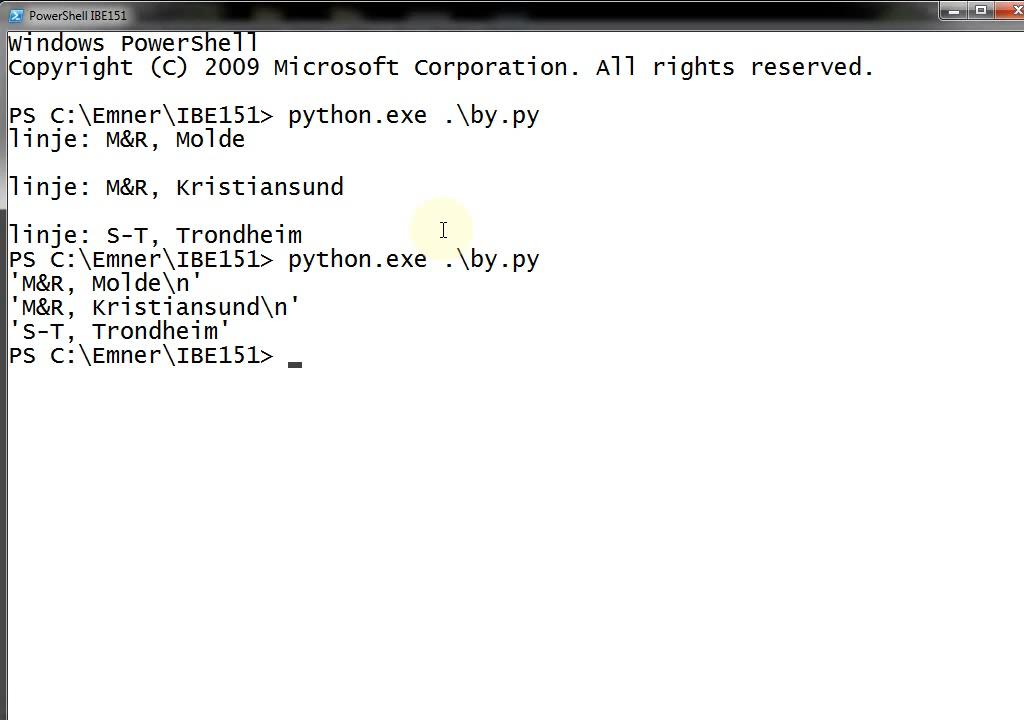 PowerShell IBE151
Windows PowerShell
Copyright (C) 2009 Microsoft Corporation. All rights reserved.
PS C:\Emner\IBE151> python.exe .\by.py
linje: M&R, Molde
linje: M&R, Kristiansund
linje: S-T, Trondheim
PS C:\Emner\IBE151> python.exe .\by.py
'M&R, Molde\n'
'M&R, Kristiansund\n'
'S-T, Trondheim'
PS C:\Emner\IBE151> _